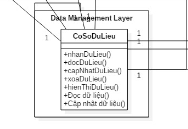 Data Management Layer
CoSoDuLieu
1
1
1
+nhanDuLieu()
+docDuLieu()
+capNhatDuLieu()
+xoaDuLieu()
+hienThiDuLieu()
+Đọc dữ liệu()
+Cập nhật dữ liệu()
1